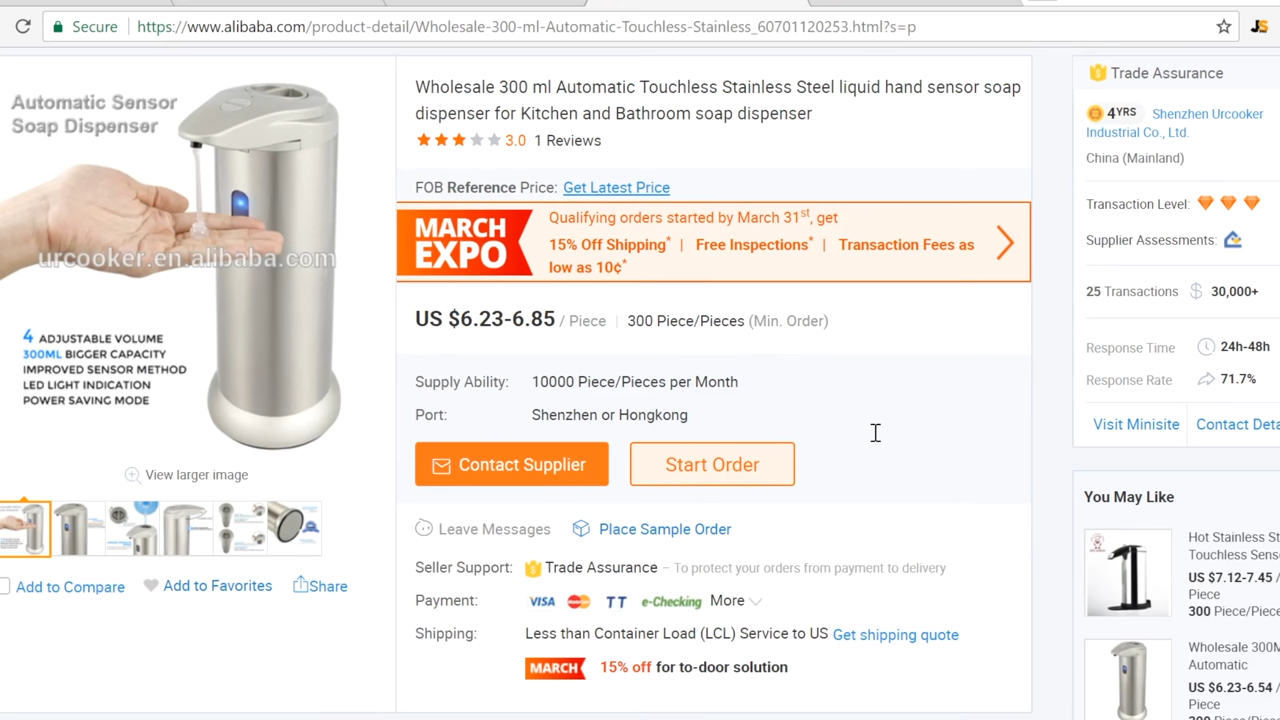 Secure
https://www.alibaba.com/product-detail/Wholesale-300-ml-Automatic-Touchless-Stainless_60701120253.html?s=p
JS
Automatic Sensor
Soap Dispenser
urcooker.en.alibaba.com
4 ADJUSTABLE VOLUME
300ML BIGGER CAPACITY
IMPROVED SENSOR METHOD
LED LIGHT INDICATION
POWER SAVING MODE
View larger image
Add to Compare
Add to Favorites
Share
Wholesale 300 ml Automatic Touchless Stainless Steel liquid hand sensor soap
dispenser for Kitchen and Bathroom soap dispenser
3.0 1 Reviews
FOB Reference Price: Get Latest Price
MARCH
EXPO
Qualifying orders started by March 31st, get
15% Off Shipping* | Free Inspections* | Transaction Fees as
low as 10¢*
US $6.23-6.85 / Piece | 300 Piece/Pieces (Min. Order)
Supply Ability: 10000 Piece/Pieces per Month
Port: Shenzhen or Hongkong
Contact Supplier
Start Order
Leave Messages
Place Sample Order
Seller Support: Trade Assurance – To protect your orders from payment to delivery
Payment: VISA MasterCard TT e-Checking More
Shipping: Less than Container Load (LCL) Service to US Get shipping quote
MARCH 15% off for to-door solution
Trade Assurance
4YRS Shenzhen Urcooker
Industrial Co., Ltd.
China (Mainland)
Transaction Level:
Supplier Assessments:
25 Transactions $ 30,000+
Response Time 24h-48h
Response Rate 71.7%
Visit Minisite
Contact Deta
You May Like
Hot Stainless St
Touchless Sens
US $7.12-7.45 /
Piece
300 Piece/Piece
Wholesale 300M
Automatic
US $6.23-6.54 /
Piece